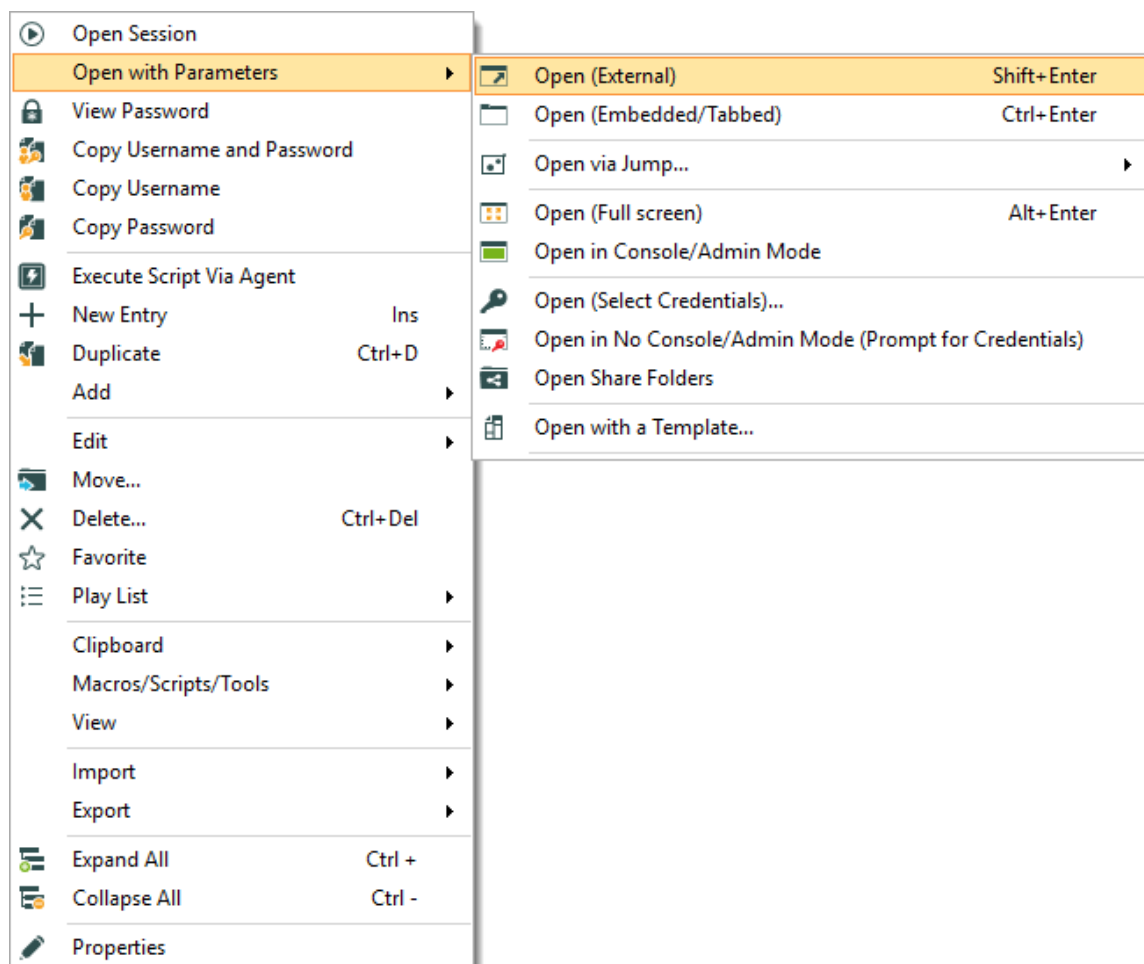 Open Session
Open with Parameters
View Password
Copy Username and Password
Copy Username
Copy Password
Execute Script Via Agent
New Entry Ins
Duplicate Ctrl+D
Add
Edit
Move...
Delete... Ctrl+Del
Favorite
Play List
Clipboard
Macros/Scripts/Tools
View
Import
Export
Expand All Ctrl +
Collapse All Ctrl -
Properties
Open (External) Shift+Enter
Open (Embedded/Tabbed) Ctrl+Enter
Open via Jump...
Open (Full screen) Alt+Enter
Open in Console/Admin Mode
Open (Select Credentials)...
Open in No Console/Admin Mode (Prompt for Credentials)
Open Share Folders
Open with a Template...